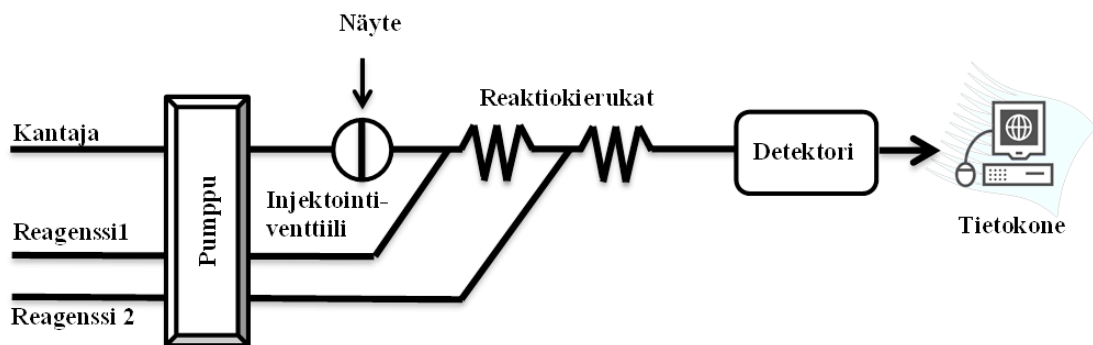 Näyte
Reaktiokierukat
Kantaja
Detektori
Injektointi-
venttiili
Pumppu
Reagenssi1
Tietokone
Reagenssi 2